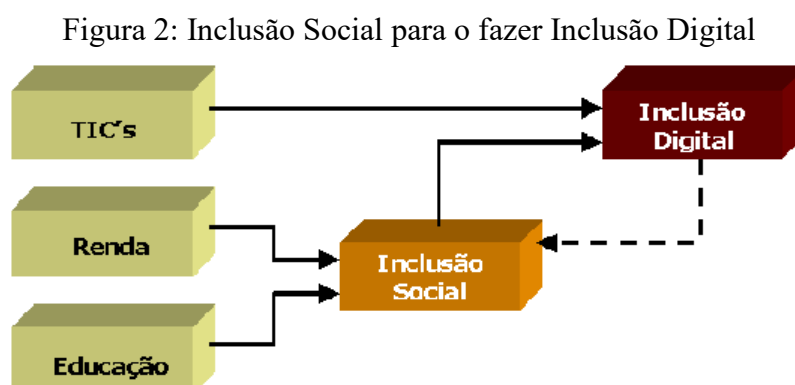 Figura 2: Inclusão Social para o fazer Inclusão Digital
TIC's
Inclusão
Digital
Renda
Inclusão
Social
Educação